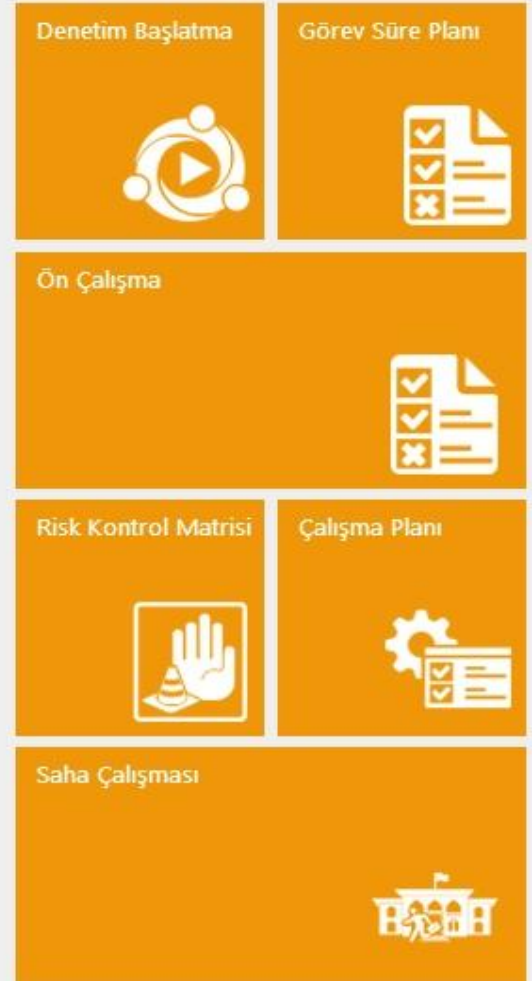 Denetim Başlatma
Görev Süre Planı
Ön Çalışma
Risk Kontrol Matrisi
Çalışma Planı
Saha Çalışması